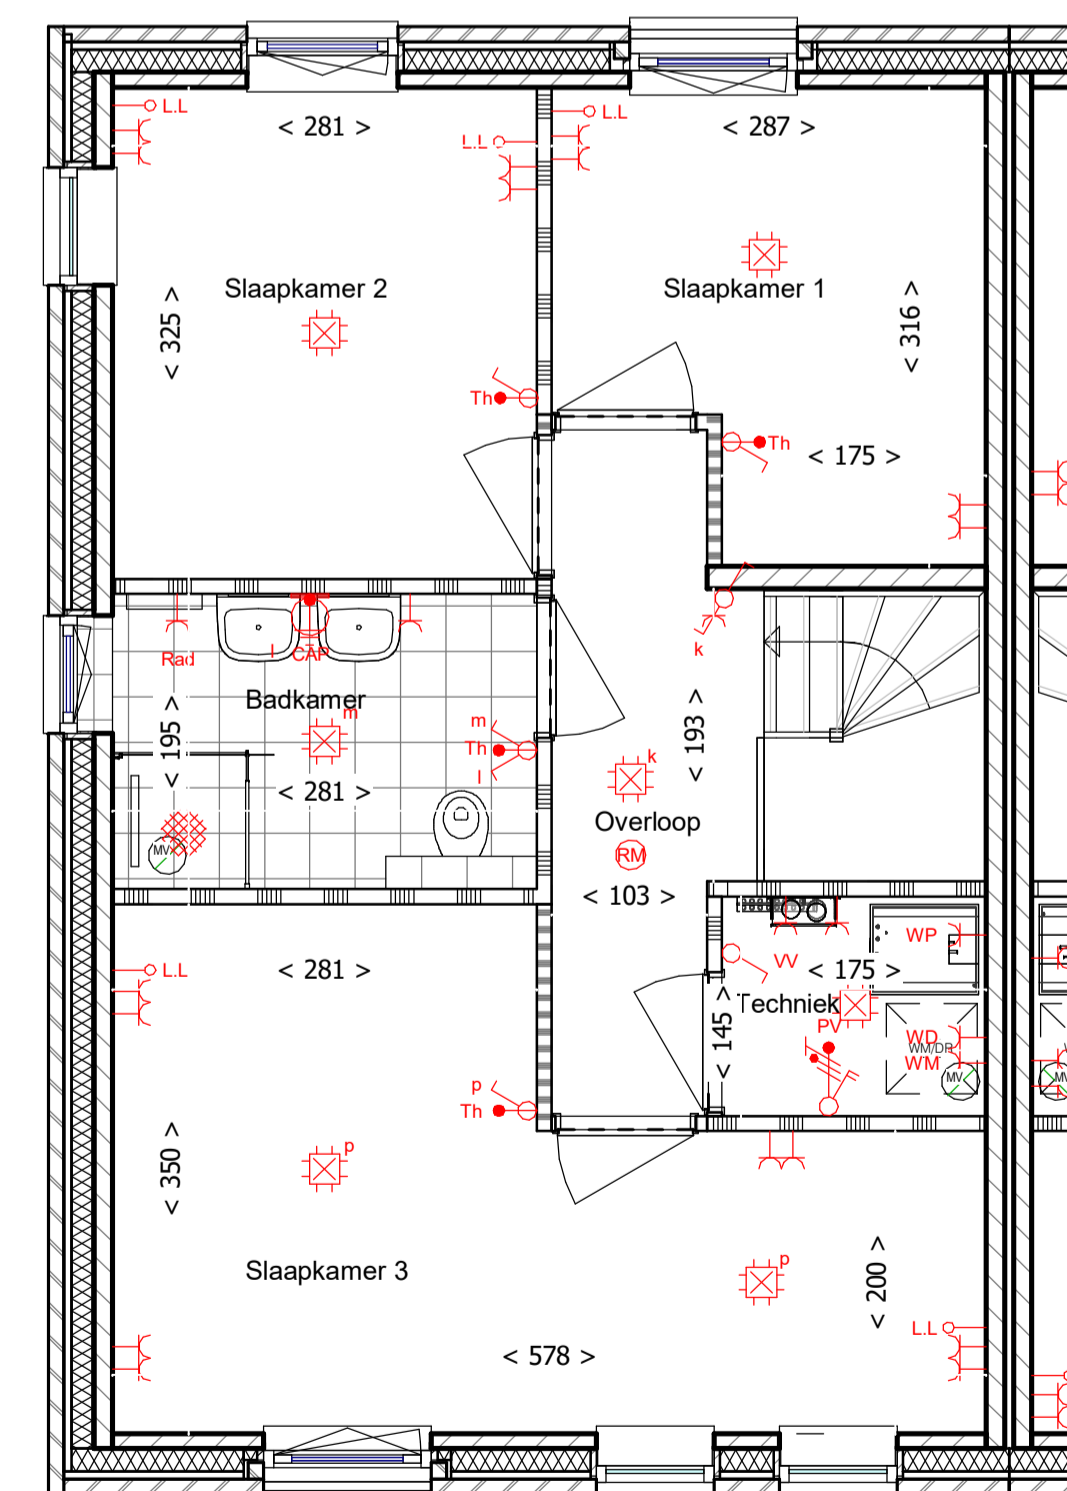 L.L
< 281 >
L.L
L.L
< 287 >
Slaapkamer 2
Slaapkamer 1
< 325 >
< 316 >
Th
Th
< 175 >
k
Rad
l
CAP
Badkamer
m
m
Th
l
< 195 >
< 281 >
< 193 >
k
Overloop
RM
< 103 >
MV
L.L
< 281 >
WP
VV
< 175 >
Techniek
PV
< 145 >
WD
WM/DR
WM
MV
MV
p
Th
< 350 >
p
Slaapkamer 3
p
< 200 >
L.L
< 578 >